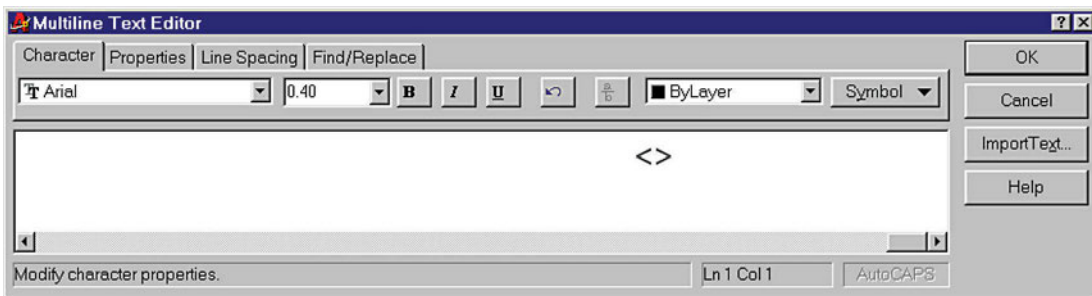 Multiline Text Editor
Character Properties Line Spacing Find/Replace
Arial 0.40 B I U a/b ByLayer Symbol
<>
Modify character properties. Ln 1 Col 1 AutoCAPS
OK
Cancel
ImportText...
Help